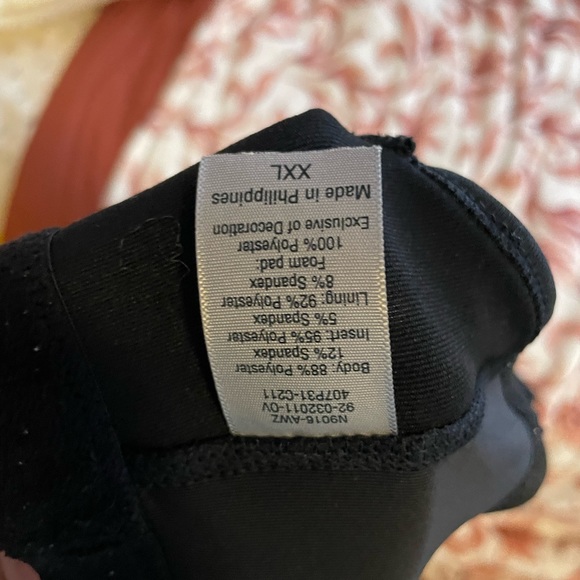 N9016-AWZ
92-032011-OV
407P31-C211
Body: 88% Polyester
12% Spandex
Insert: 95% Polyester
5% Spandex
Lining: 92% Polyester
8% Spandex
Foam pad:
100% Polyester
Exclusive of Decoration
Made in Philippines
XXL